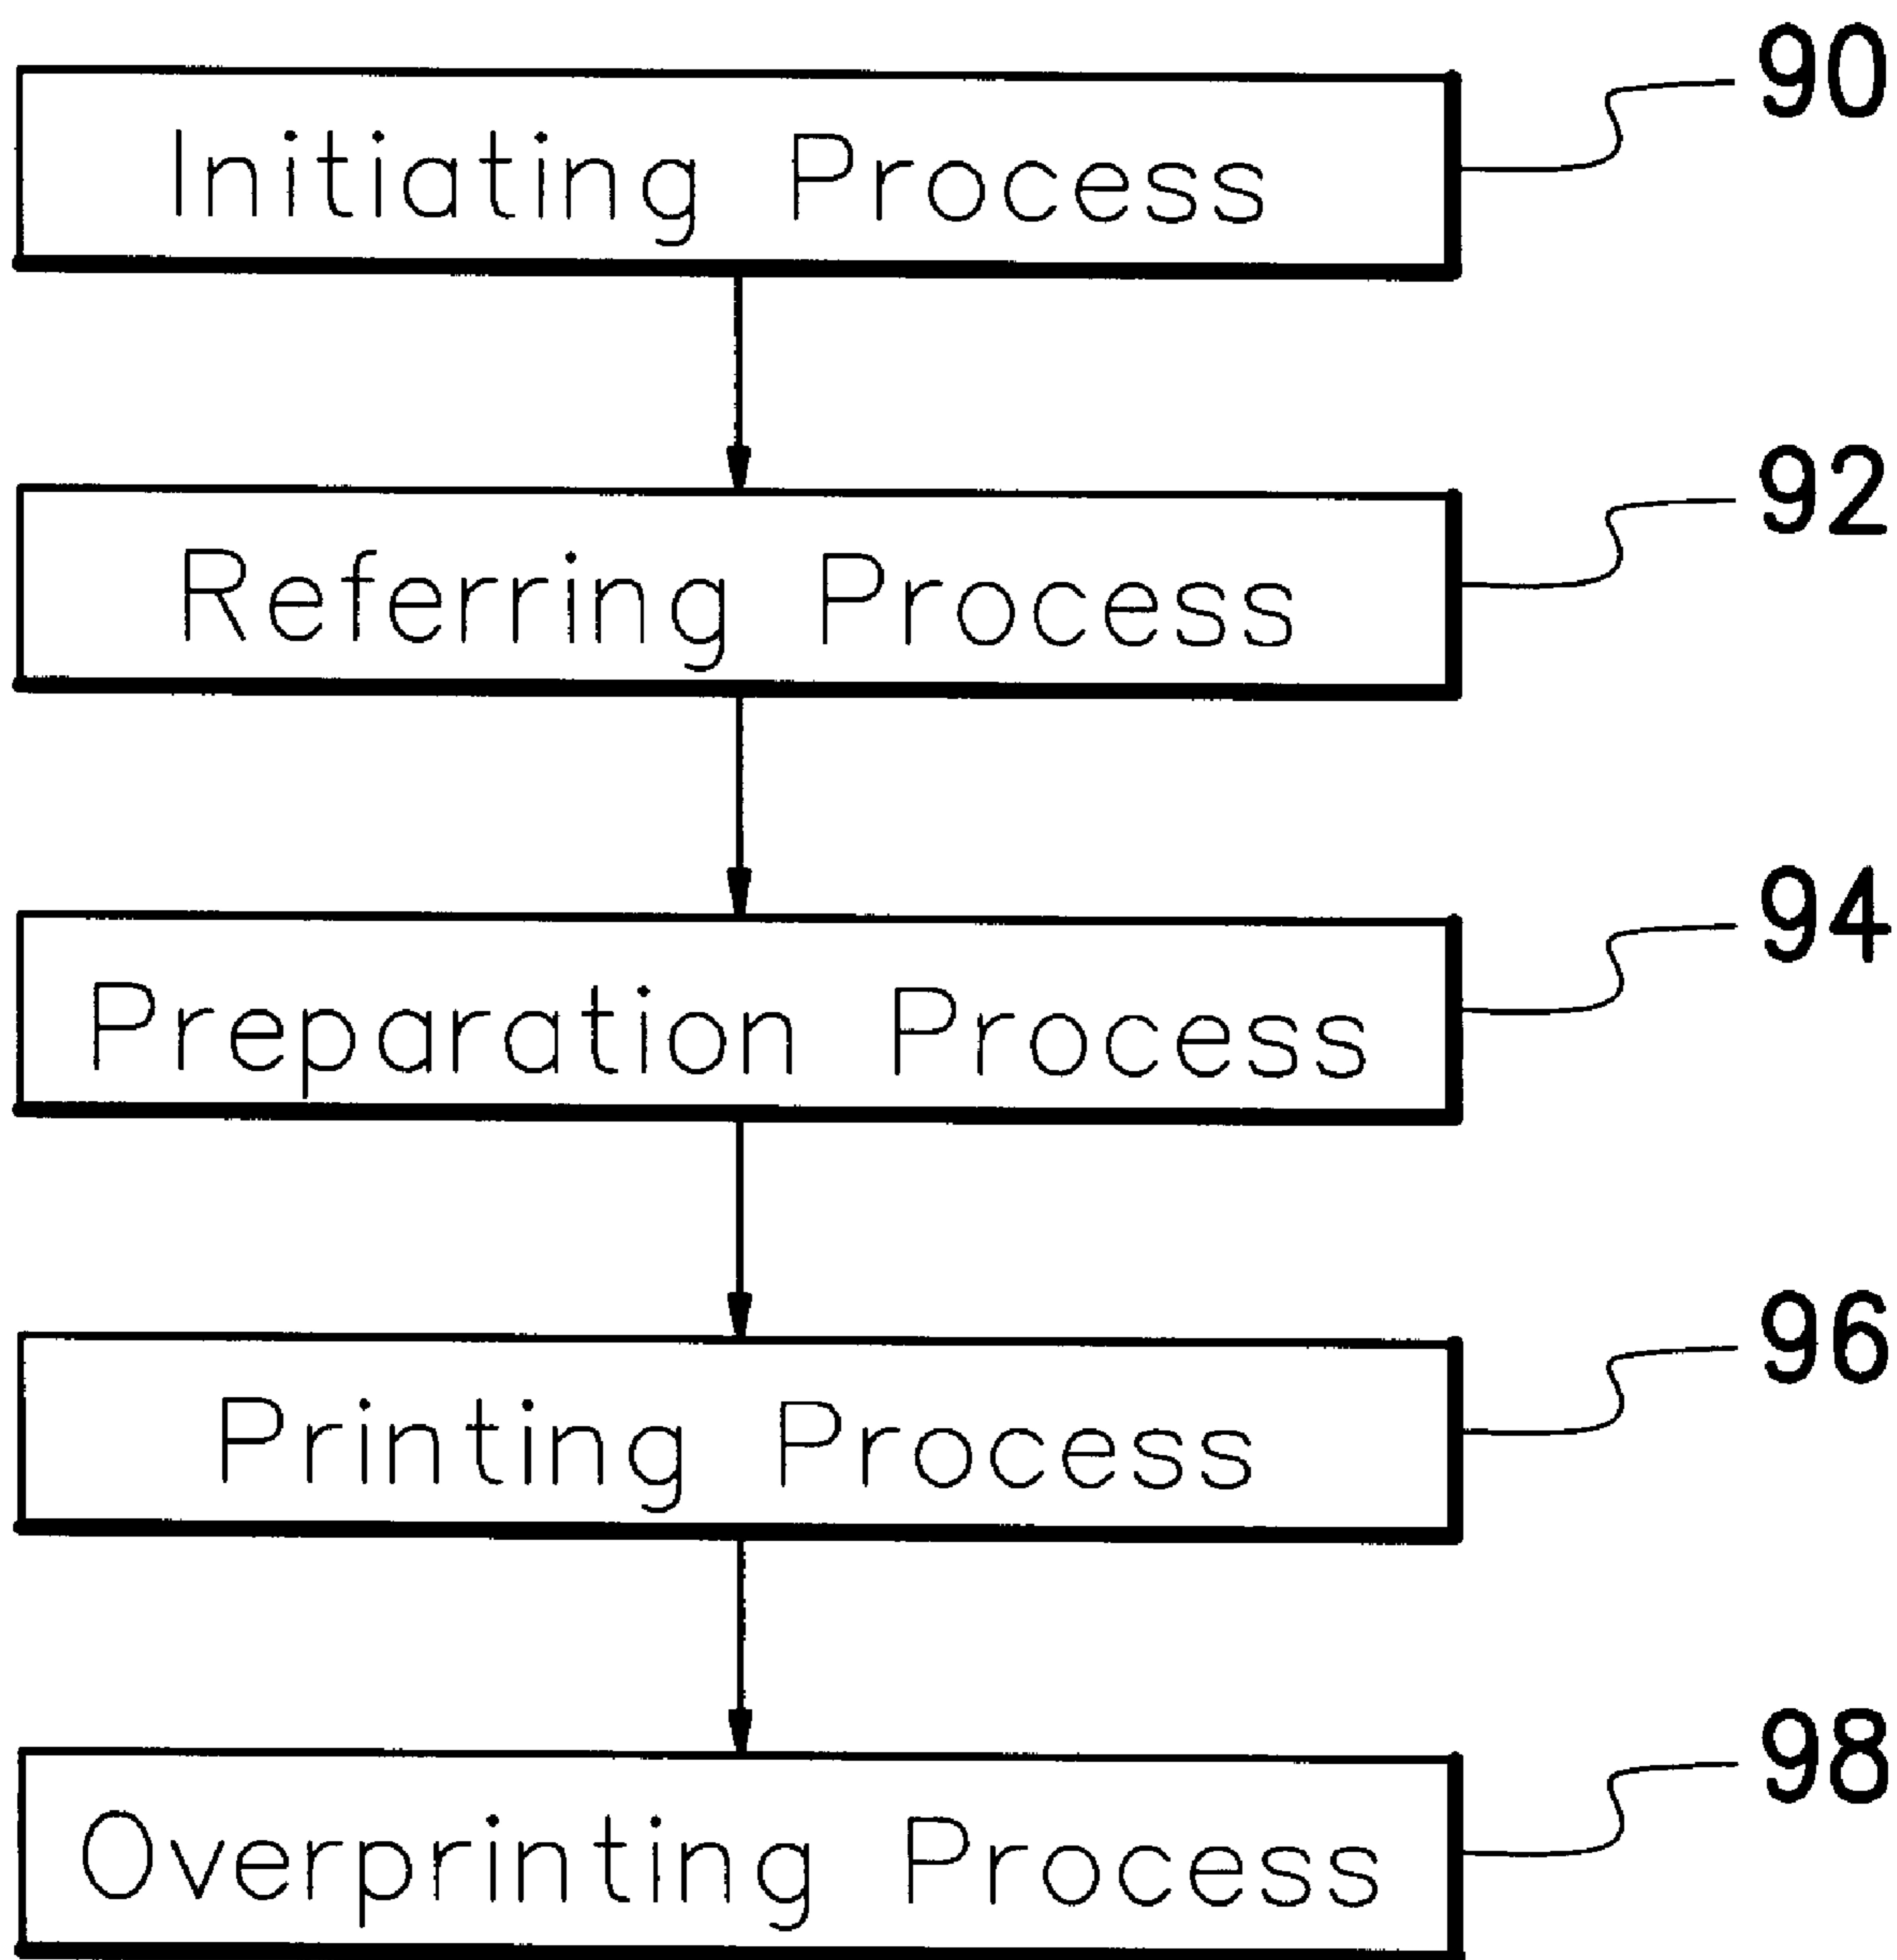 90
Initiating Process
92
Referring Process
94
Preparation Process
96
Printing Process
98
Overprinting Process